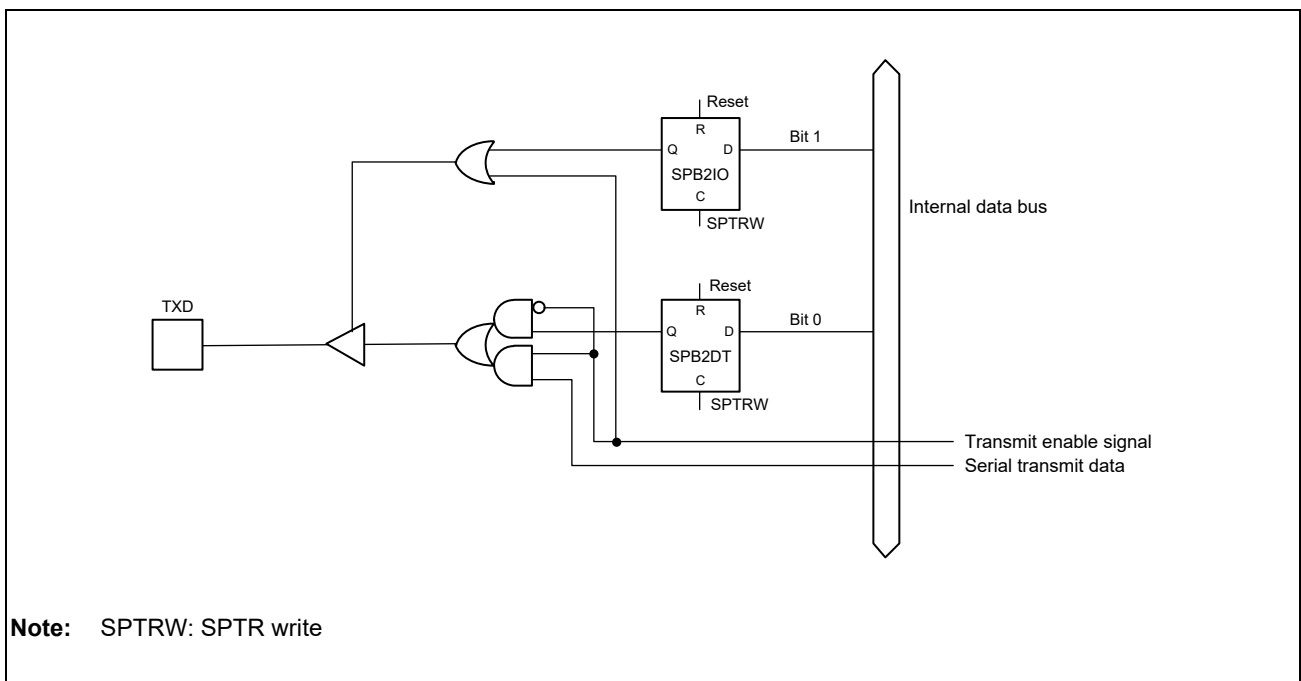 Reset
R
Bit 1
Q
D
SPB2IO
C
SPTRW
Internal data bus
Reset
R
Bit 0
Q
D
SPB2DT
C
SPTRW
TXD
Transmit enable signal
Serial transmit data
Note: SPTRW: SPTR write